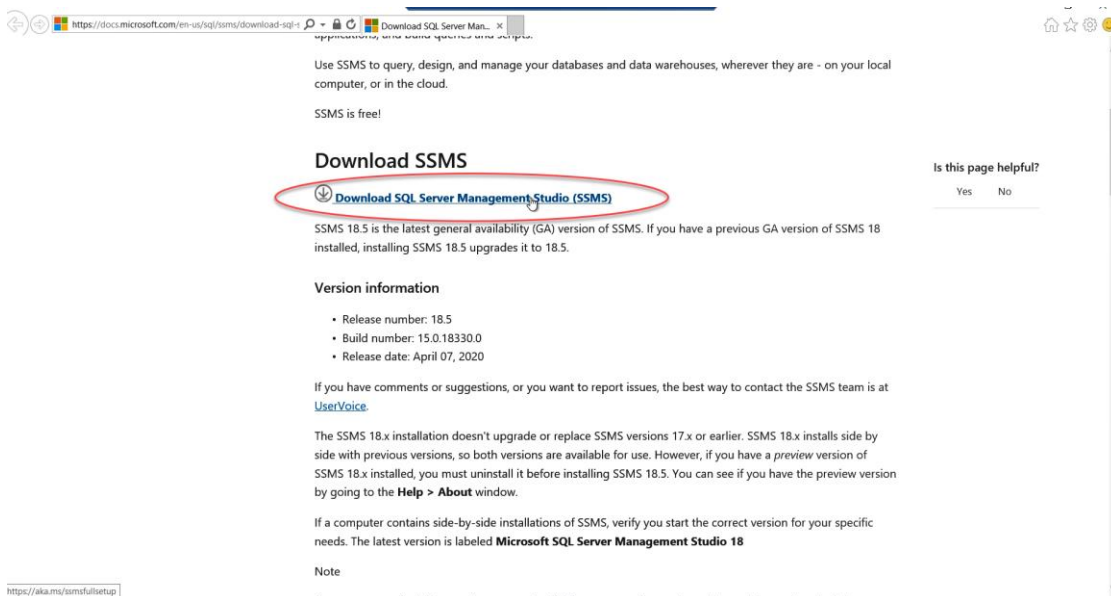 https://docs.microsoft.com/en-us/sql/ssms/download-sql-s
Download SQL Server Man...
applications, and build queries and scripts.
Use SSMS to query, design, and manage your databases and data warehouses, wherever they are - on your local
computer, or in the cloud.
SSMS is free!
Download SSMS
Is this page helpful?
Yes No
Download SQL Server Management Studio (SSMS)
SSMS 18.5 is the latest general availability (GA) version of SSMS. If you have a previous GA version of SSMS 18
installed, installing SSMS 18.5 upgrades it to 18.5.
Version information
• Release number: 18.5
• Build number: 15.0.18330.0
• Release date: April 07, 2020
If you have comments or suggestions, or you want to report issues, the best way to contact the SSMS team is at
UserVoice.
The SSMS 18.x installation doesn't upgrade or replace SSMS versions 17.x or earlier. SSMS 18.x installs side by
side with previous versions, so both versions are available for use. However, if you have a preview version of
SSMS 18.x installed, you must uninstall it before installing SSMS 18.5. You can see if you have the preview version
by going to the Help > About window.
If a computer contains side-by-side installations of SSMS, verify you start the correct version for your specific
needs. The latest version is labeled Microsoft SQL Server Management Studio 18
Note
https://aka.ms/ssmsfullsetup